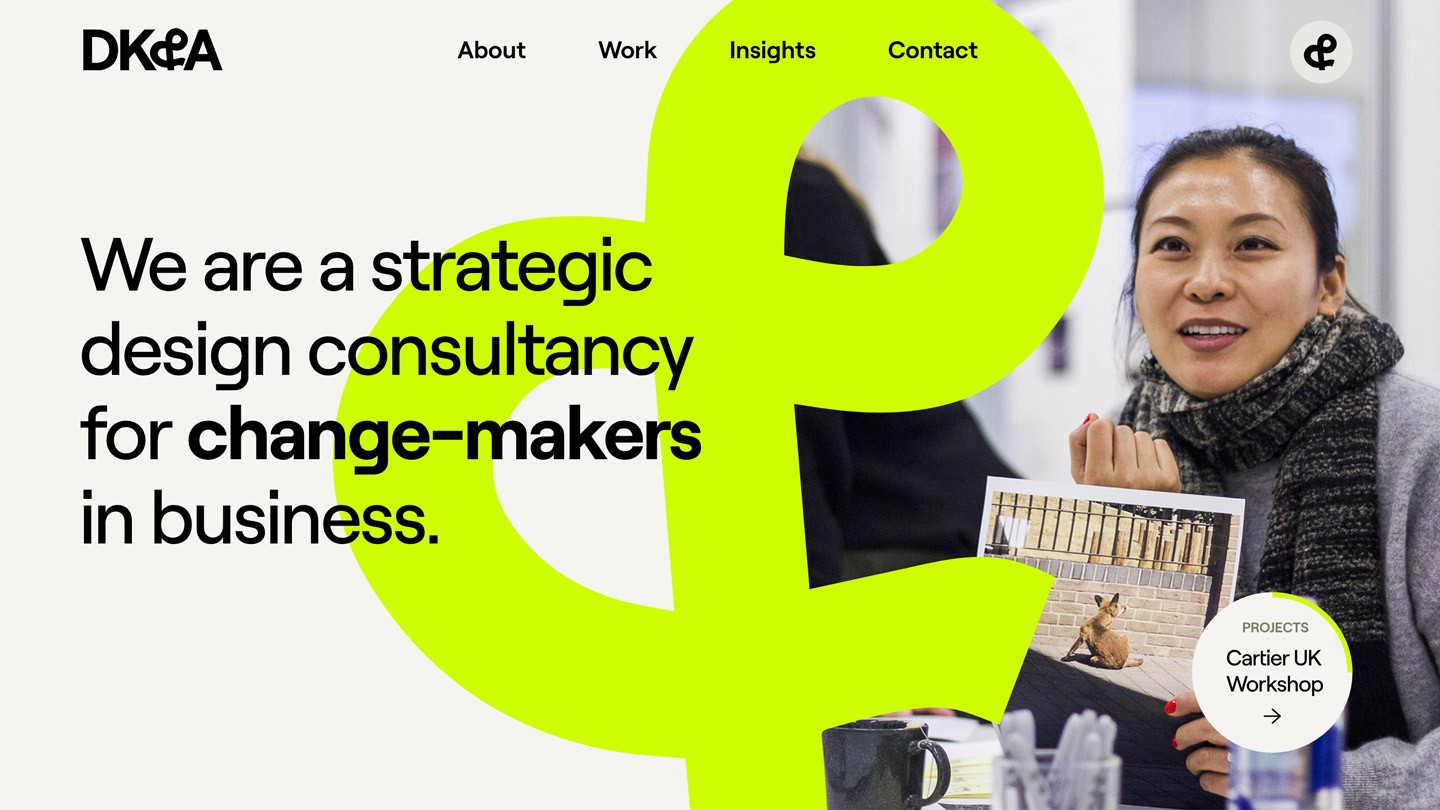 DK&A
About
Work
Insights
Contact
&
We are a strategic
design consultancy
for change-makers
in business.
&
PROJECTS
Cartier UK
Workshop
→